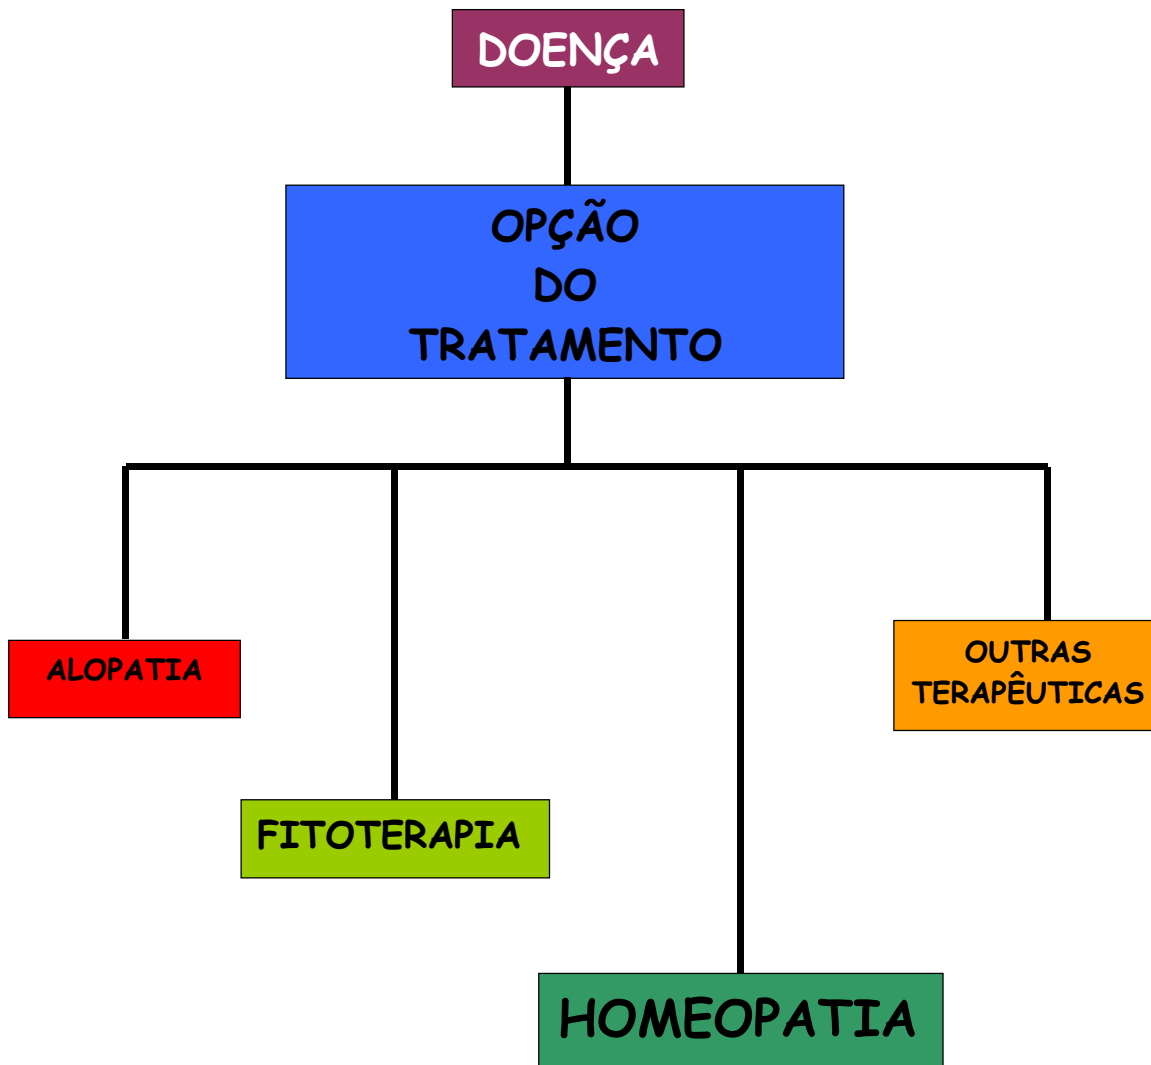 DOENÇA
OPÇÃO
DO
TRATAMENTO
ALOPATIA
OUTRAS
TERAPÊUTICAS
FITOTERAPIA
HOMEOPATIA